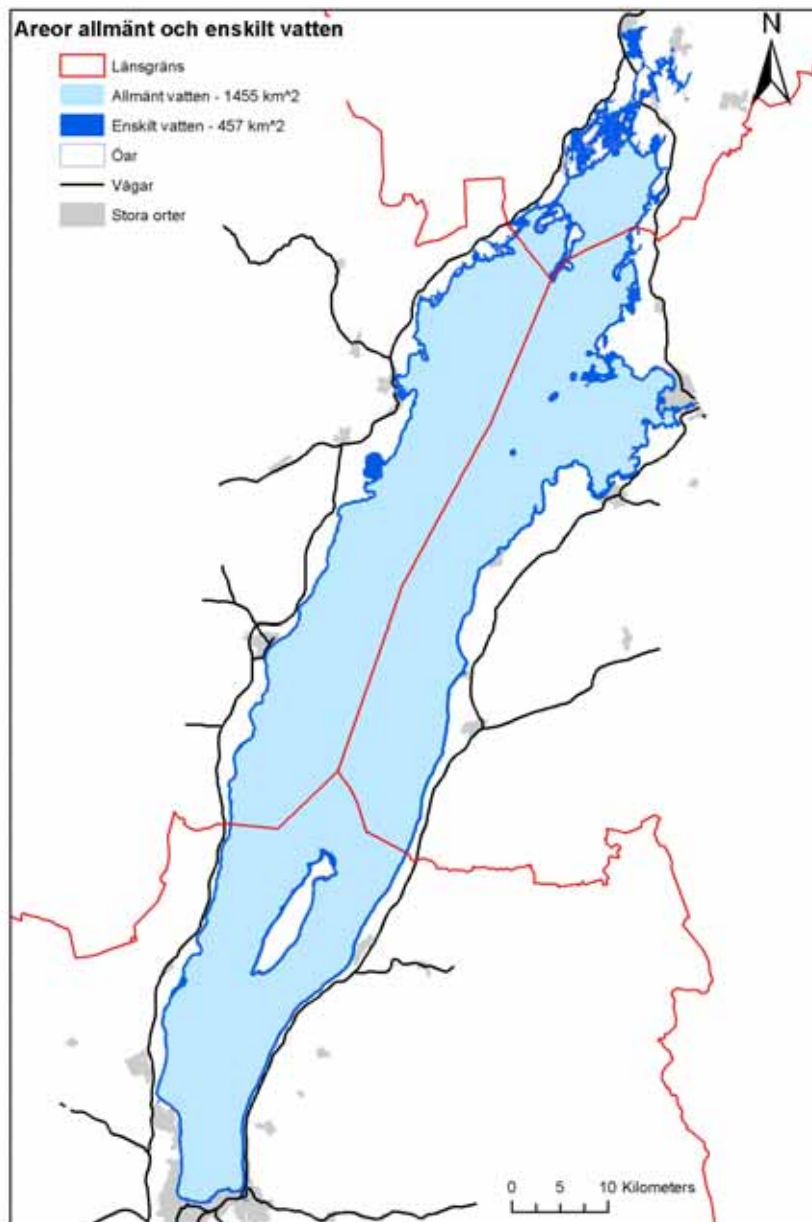 Areor allmänt och enskilt vatten
Länsgräns
Allmänt vatten - 1455 km^2
Enskilt vatten - 457 km^2
Öar
Vägar
Stora orter
N
0 5 10 Kilometers